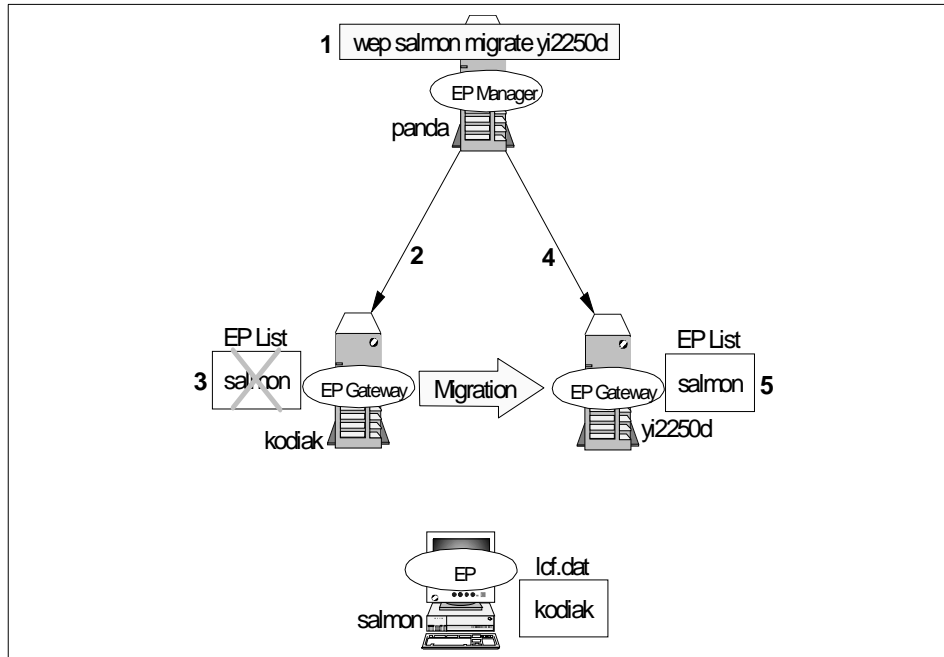 1 wep salmon migrate yi2250d
EP Manager
panda
2 4
EP List EP List
3 salmon EP Gateway Migration EP Gateway salmon 5
kodiak yi2250d
EP lcf.dat
salmon kodiak